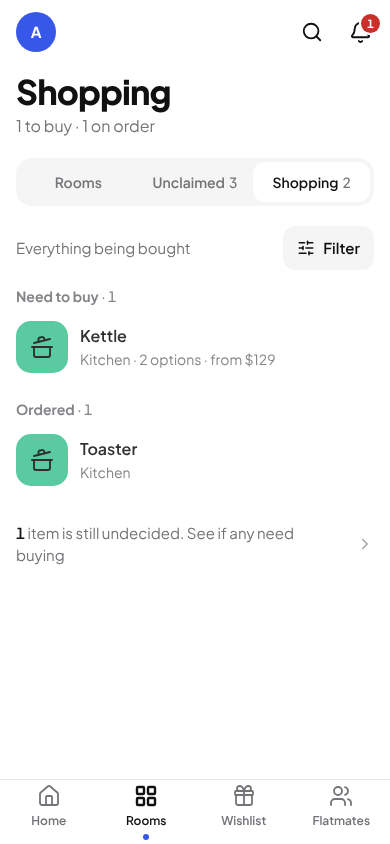 A
1
Shopping
1 to buy · 1 on order
Rooms
Unclaimed 3
Shopping 2
Everything being bought
Filter
Need to buy · 1
Kettle
Kitchen · 2 options · from $129
Ordered · 1
Toaster
Kitchen
1 item is still undecided. See if any need
buying
Home
Rooms
Wishlist
Flatmates